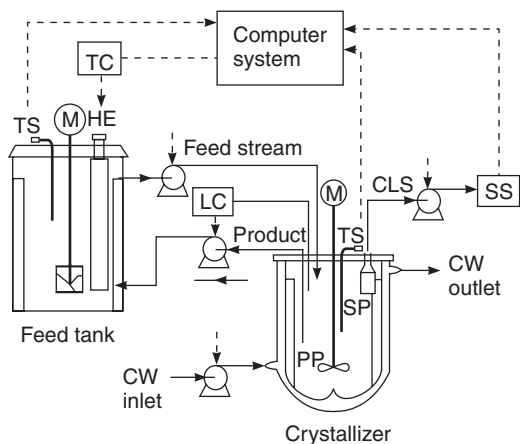 Computer
system
TC
TS
M
HE
Feed stream
LC
M
CLS
SS
Product
TS
CW
outlet
SP
Feed tank
PP
CW
inlet
Crystallizer